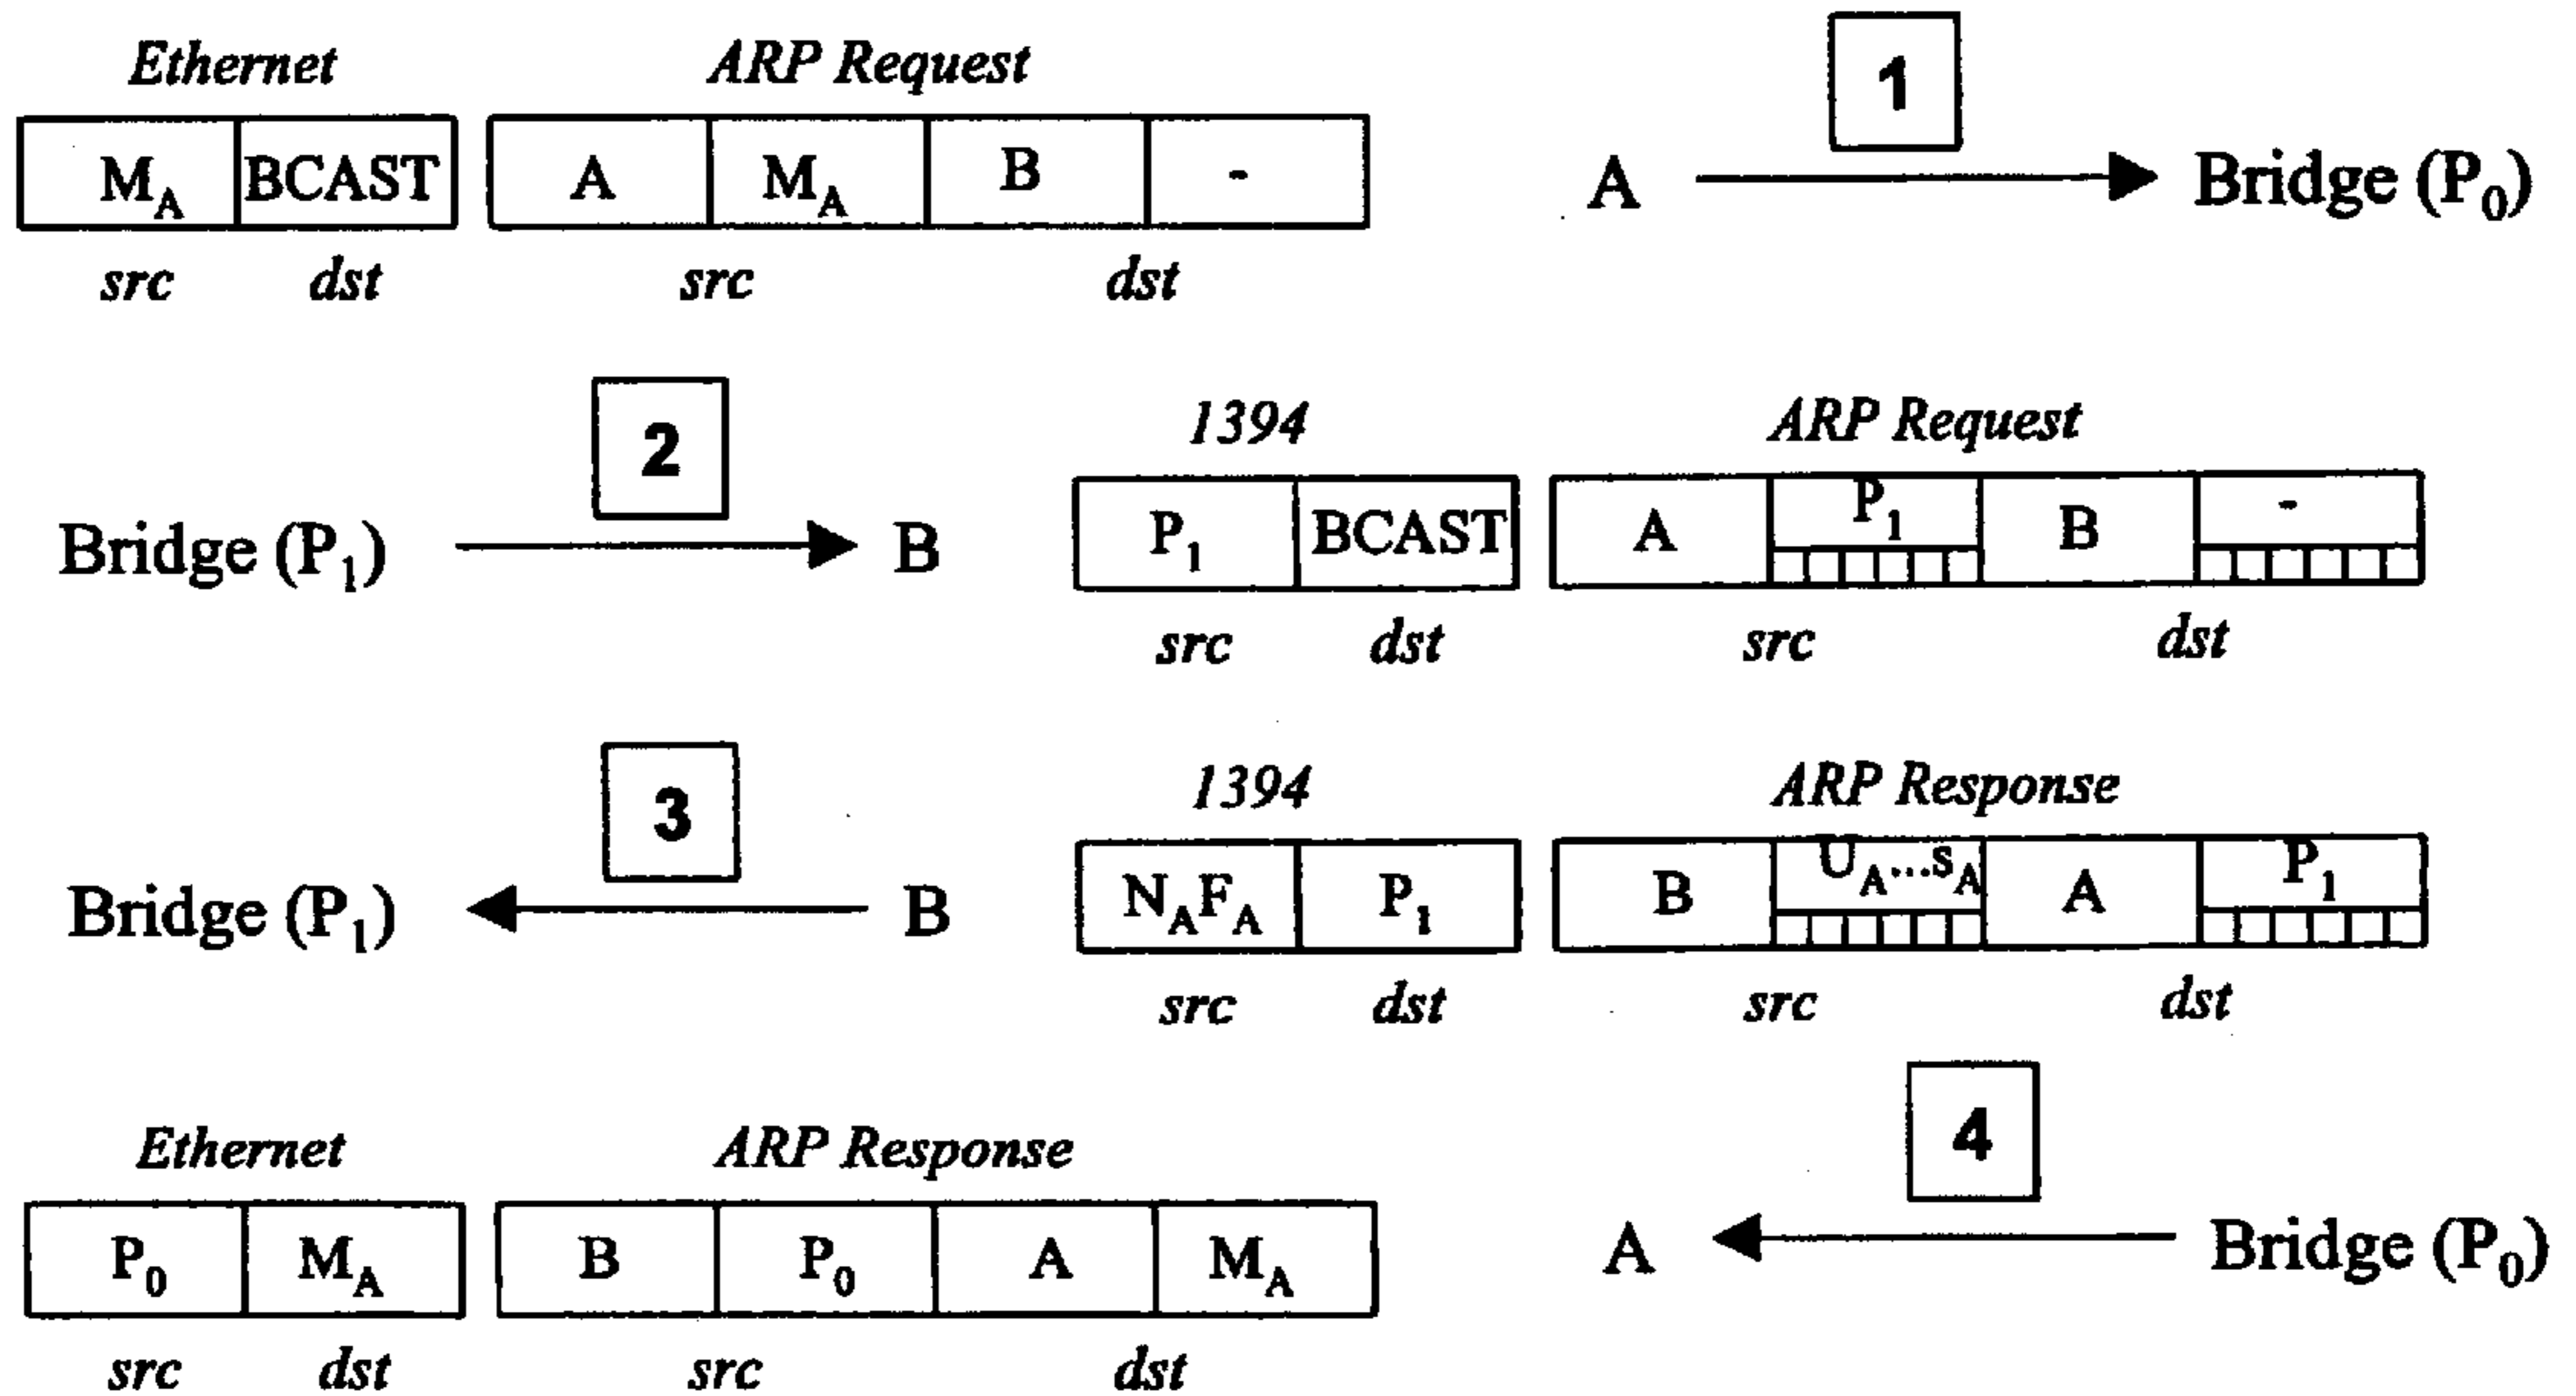 Ethernet ARP Request 1
M_A BCAST A M_A B - A Bridge (P_0)
src dst src dst
2 1394 ARP Request
Bridge (P_1) B P_1 BCAST A P_1 B -
src dst src dst
3 1394 ARP Response
Bridge (P_1) B N_AF_A P_1 B U_A...s_A A P_1
src dst src dst
Ethernet ARP Response 4
P_0 M_A B P_0 A M_A A Bridge (P_0)
src dst src dst